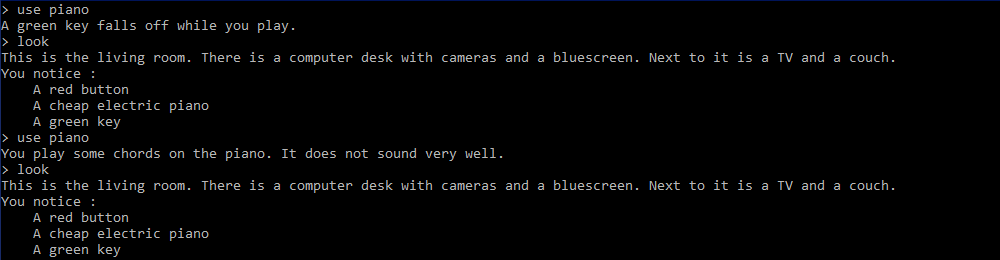 > use piano
A green key falls off while you play.
> look
This is the living room. There is a computer desk with cameras and a bluescreen. Next to it is a TV and a couch.
You notice :
    A red button
    A cheap electric piano
    A green key
> use piano
You play some chords on the piano. It does not sound very well.
> look
This is the living room. There is a computer desk with cameras and a bluescreen. Next to it is a TV and a couch.
You notice :
    A red button
    A cheap electric piano
    A green key